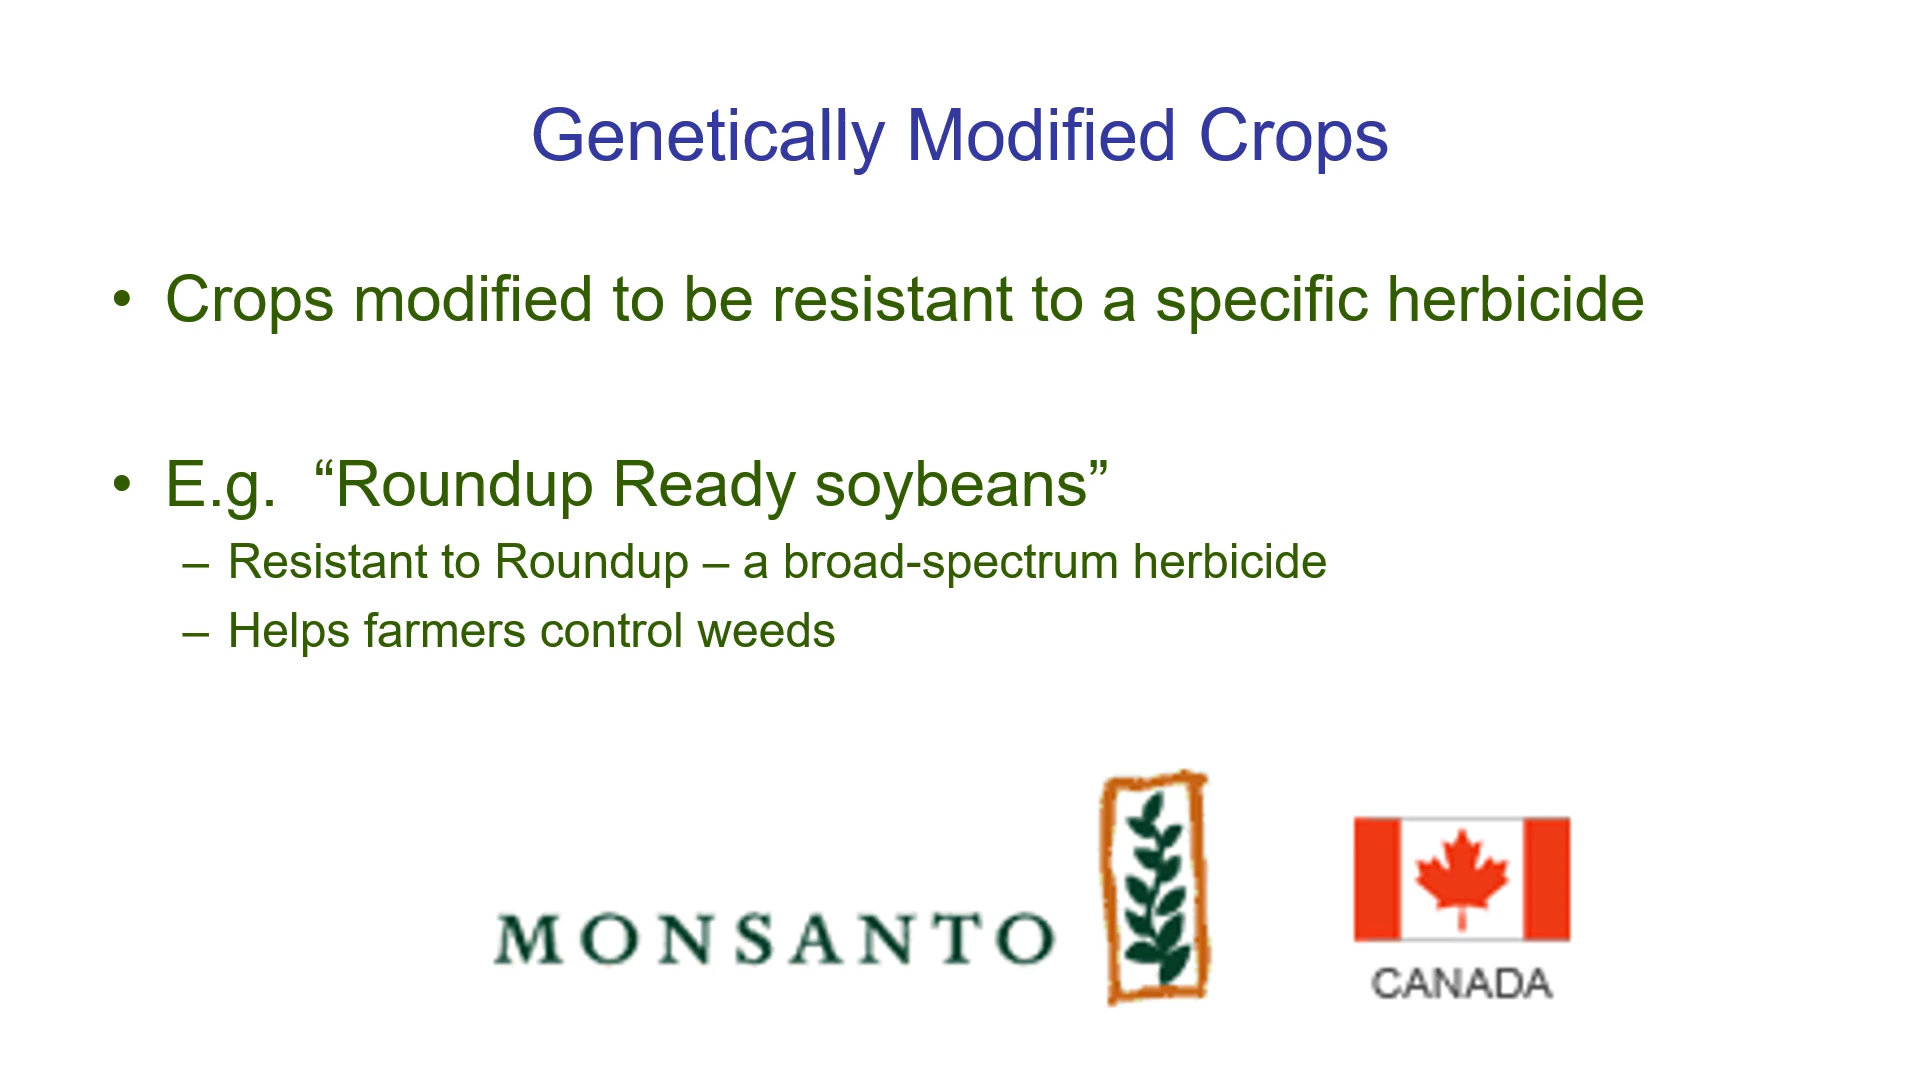 Genetically Modified Crops
• Crops modified to be resistant to a specific herbicide
• E.g.  “Roundup Ready soybeans”
– Resistant to Roundup – a broad-spectrum herbicide
– Helps farmers control weeds
MONSANTO
CANADA